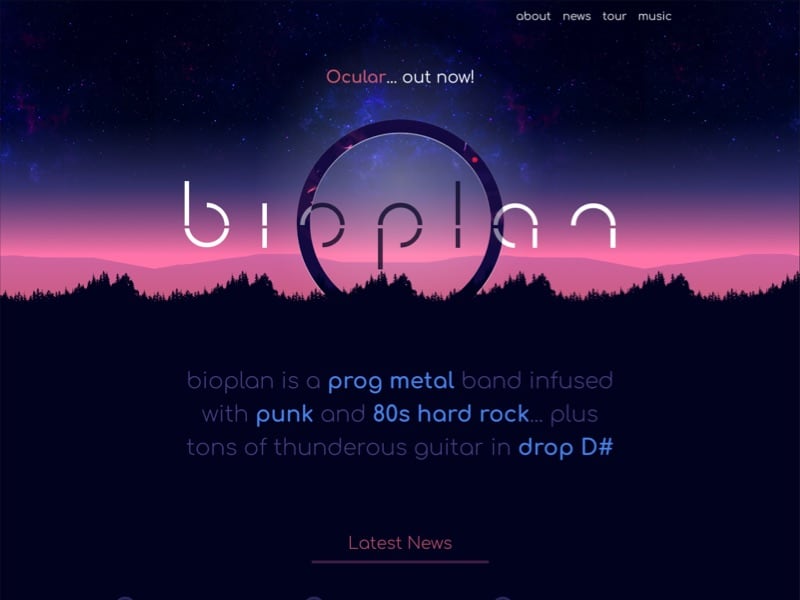 about news tour music
Ocular... out now!
bioplan
bioplan is a prog metal band infused
with punk and 80s hard rock... plus
tons of thunderous guitar in drop D#
Latest News